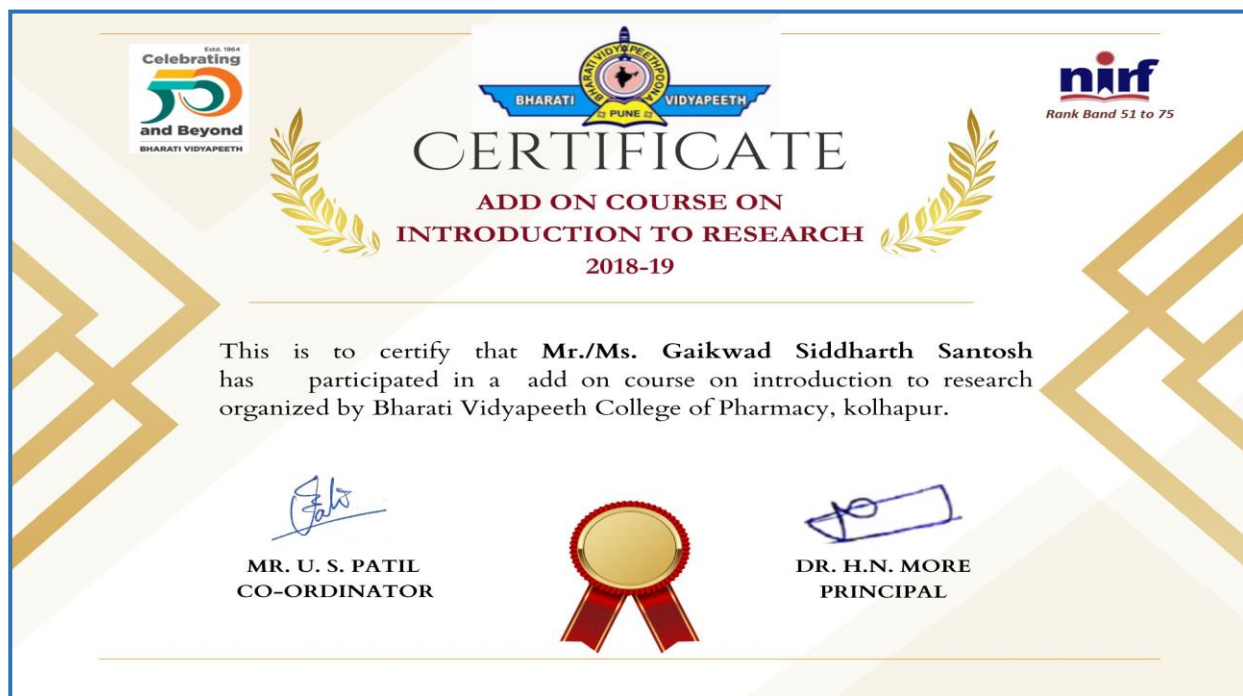 Estd. 1964
Celebrating
50
and Beyond
BHARATI VIDYAPEETH
BHARATI VIDYAPEETH POONA
BHARATI VIDYAPEETH
PUNE
nirf
Rank Band 51 to 75
CERTIFICATE
ADD ON COURSE ON
INTRODUCTION TO RESEARCH
2018-19
This is to certify that Mr./Ms. Gaikwad Siddharth Santosh
has participated in a add on course on introduction to research
organized by Bharati Vidyapeeth College of Pharmacy, kolhapur.
MR. U. S. PATIL
CO-ORDINATOR
DR. H.N. MORE
PRINCIPAL